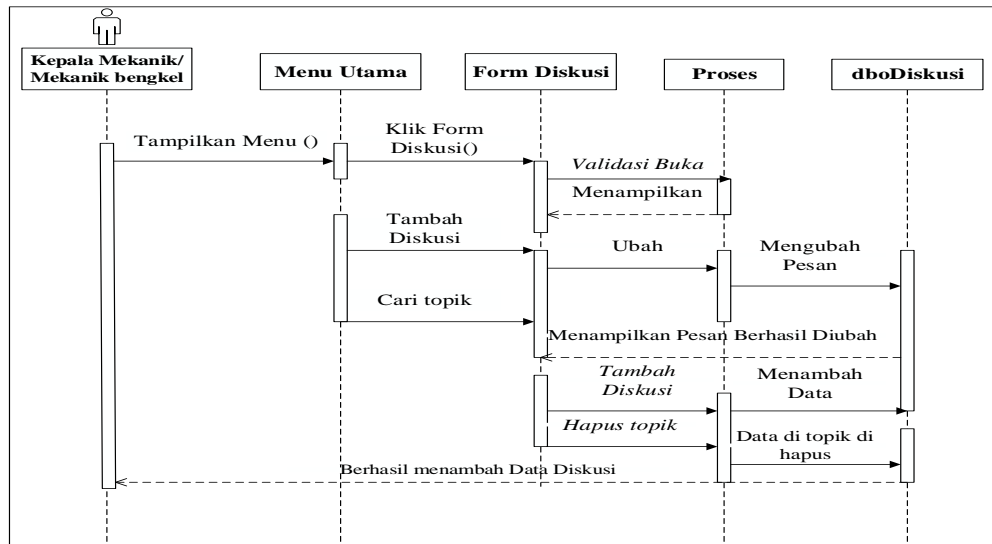 Kepala Mekanik/
Mekanik bengkel
Menu Utama
Form Diskusi
Proses
dboDiskusi
Tampilkan Menu ()
Klik Form
Diskusi()
Validasi Buka
Menampilkan
Tambah
Diskusi
Ubah
Mengubah
Pesan
Cari topik
Menampilkan Pesan Berhasil Diubah
Tambah
Diskusi
Menambah
Data
Hapus topik
Data di topik di
hapus
Berhasil menambah Data Diskusi